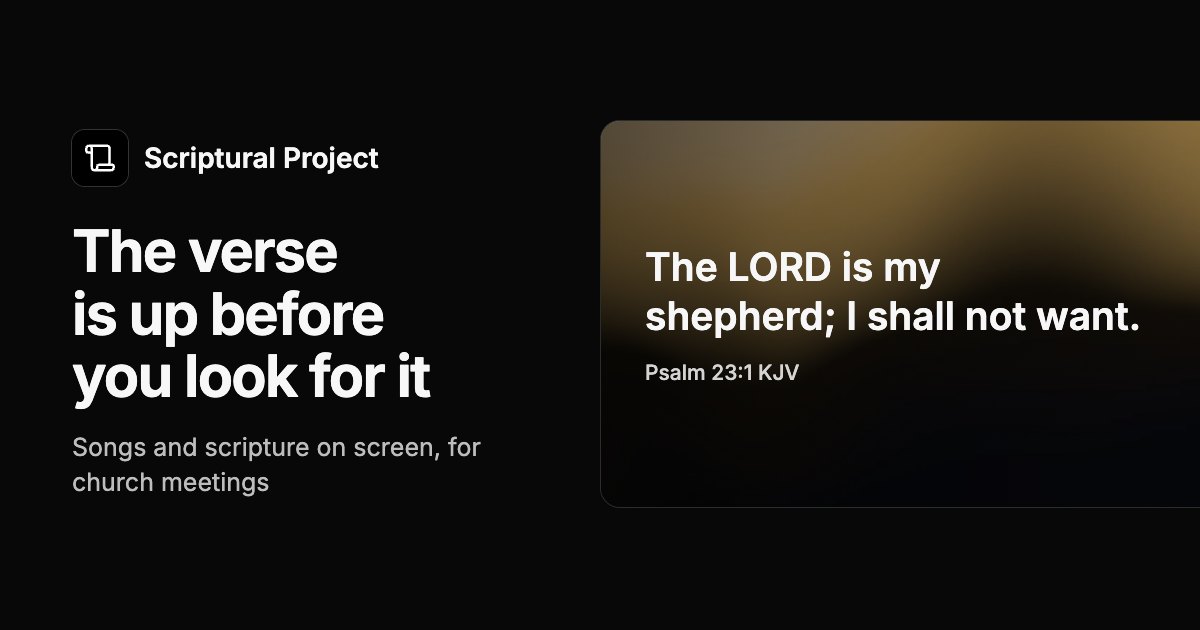 Scriptural Project
The verse
is up before
you look for it
Songs and scripture on screen, for
church meetings
The LORD is my
shepherd; I shall not want.
Psalm 23:1 KJV